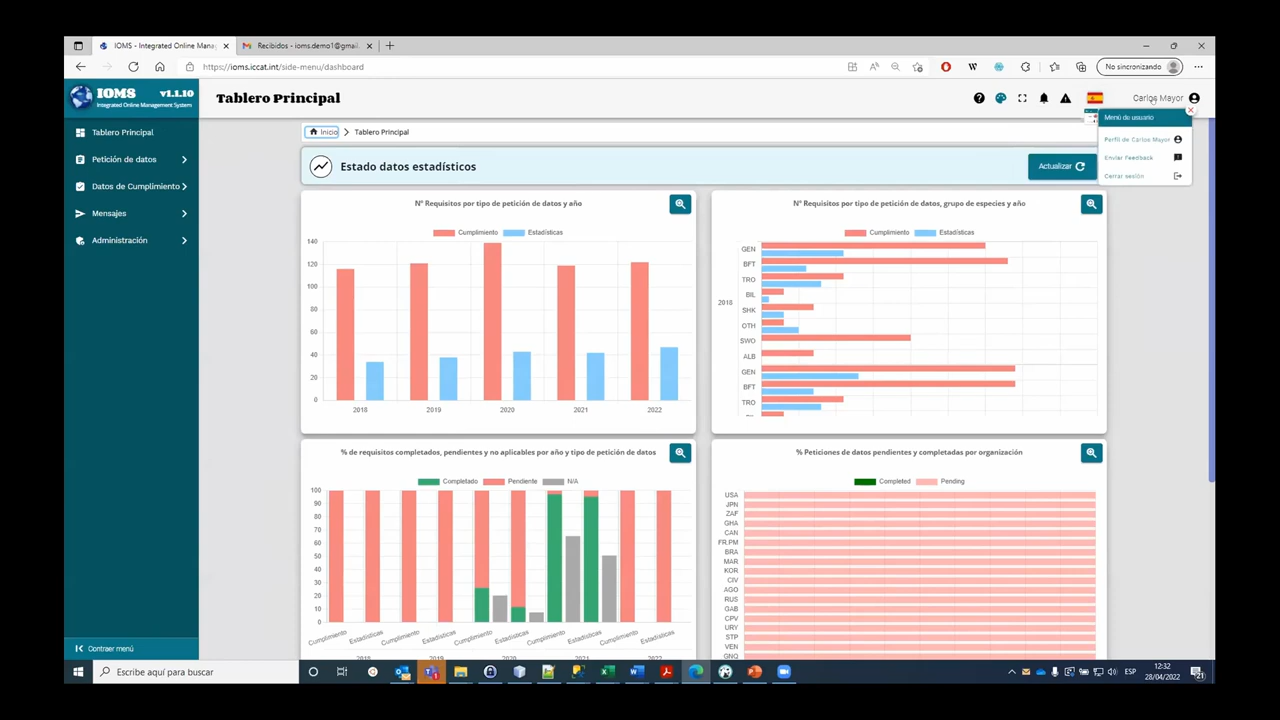 IOMS - Integrated Online Mana
Recibidos - ioms.demo1@gmail.
https://ioms.iccat.int/side-menu/dashboard
No sincronizando
IOMS v1.1.10
Integrated Online Management System
Tablero Principal
Carlos Mayor
Menú de usuario
Perfil de Carlos Mayor
Enviar Feedback
Cerrar sesión
Tablero Principal
Petición de datos
Datos de Cumplimiento
Mensajes
Administración
Contraer menú
Inicio > Tablero Principal
Estado datos estadísticos
Actualizar
Nº Requisitos por tipo de petición de datos y año
Cumplimiento Estadísticas
140
120
100
80
60
40
20
0
2018 2019 2020 2021 2022
Nº Requisitos por tipo de petición de datos, grupo de especies y año
Cumplimiento Estadísticas
GEN
BFT
TRO
BIL
2018
SHK
OTH
SWO
ALB
GEN
BFT
TRO
% de requisitos completados, pendientes y no aplicables por año y tipo de petición de datos
Completado Pendiente N/A
100
90
80
70
60
50
40
30
20
10
0
Cumplimiento Estadísticas Cumplimiento Estadísticas Cumplimiento Estadísticas Cumplimiento Estadísticas Cumplimiento Estadísticas
2018 2019 2020 2021 2022
% Peticiones de datos pendientes y completadas por organización
Completed Pending
USA
JPN
ZAF
GHA
CAN
FR.PM
BRA
MAR
KOR
CIV
AGO
RUS
GAB
CPV
URY
STP
VEN
GNQ
Escribe aquí para buscar
ESP
12:32
28/04/2022
21